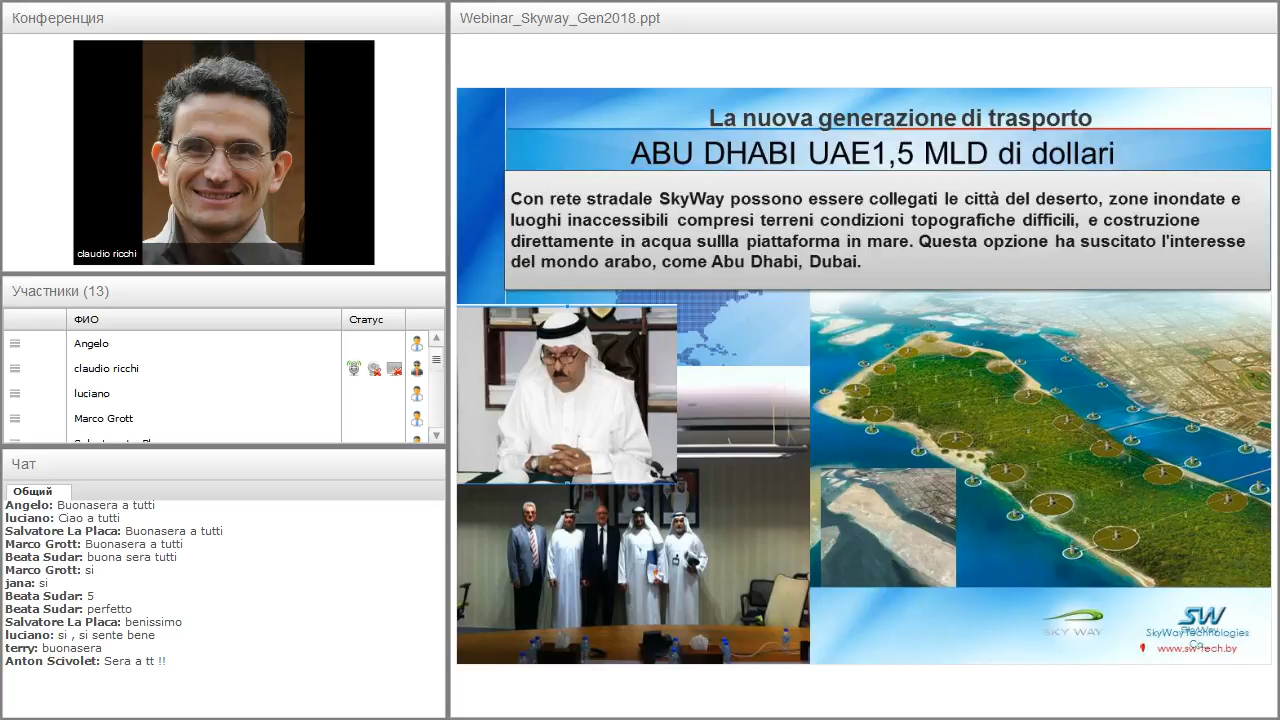 Конференция
claudio ricchi
Участники (13)
ФИО
Статус
Angelo
claudio ricchi
luciano
Marco Grott
Чат
Общий
Angelo: Buonasera a tutti
luciano: Ciao a tutti
Salvatore La Placa: Buonasera a tutti
Marco Grott: Buonasera a tutti
Beata Sudar: buona sera tutti
Marco Grott: si
jana: si
Beata Sudar: 5
Beata Sudar: perfetto
Salvatore La Placa: benissimo
luciano: si , si sente bene
terry: buonasera
Anton Scivolet: Sera a tt !!
Webinar_Skyway_Gen2018.ppt
La nuova generazione di trasporto
ABU DHABI UAE1,5 MLD di dollari
Con rete stradale SkyWay possono essere collegati le città del deserto, zone inondate e
luoghi inaccessibili compresi terreni condizioni topografiche difficili, e costruzione
direttamente in acqua sullla piattaforma in mare. Questa opzione ha suscitato l'interesse
del mondo arabo, come Abu Dhabi, Dubai.
SKY WAY
SW
SkyWay
SkyWayTechnologies
Co.
www.sw-tech.by